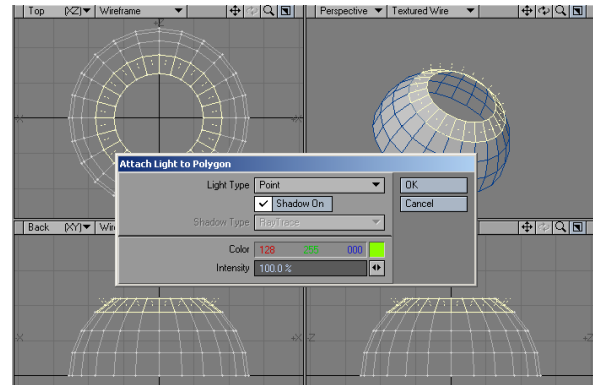 Top (XZ) Wireframe
Perspective Textured Wire
Attach Light to Polygon
Light Type Point
Shadow On
Shadow Type RayTrace
Color 128 255 000
Intensity 100.0 %
OK
Cancel
Back (XY) Wir
X
Z